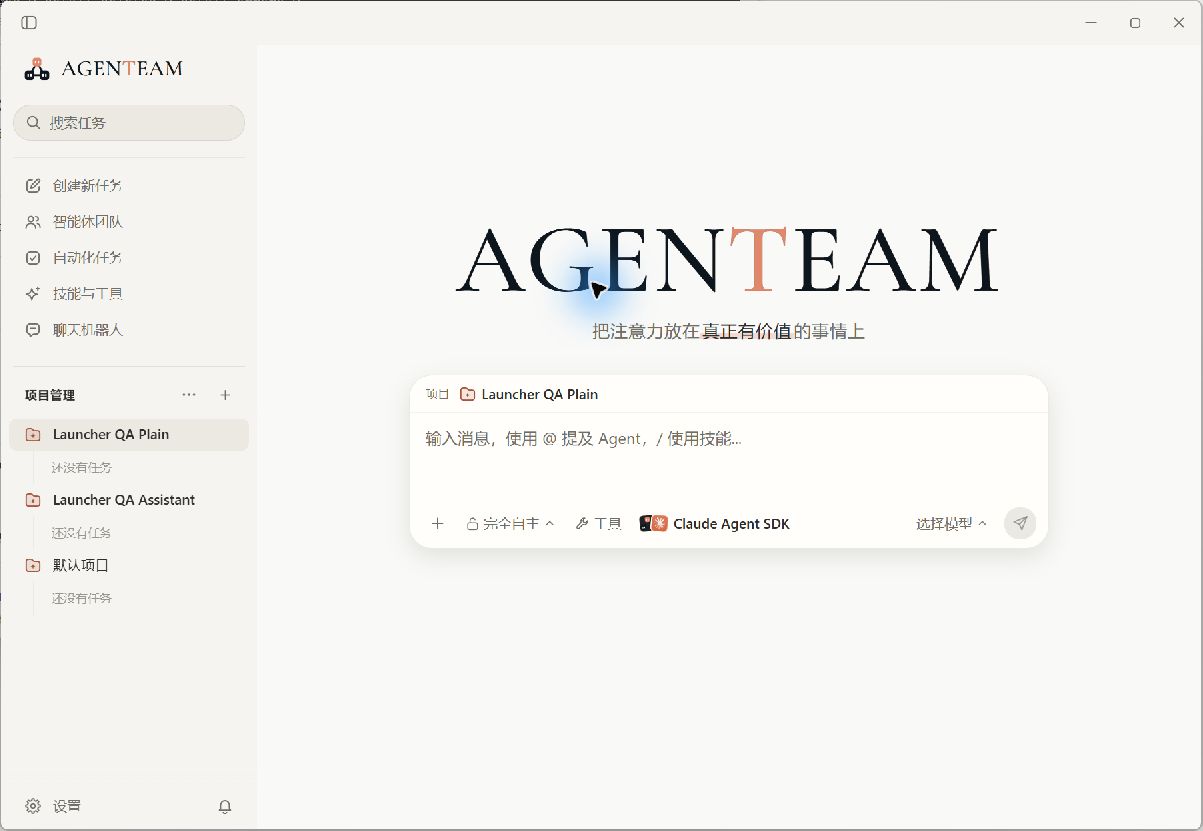 AGENTEAM
搜索任务
创建新任务
智能体团队
自动化任务
技能与工具
聊天机器人
项目管理
Launcher QA Plain
还没有任务
Launcher QA Assistant
还没有任务
默认项目
还没有任务
设置
AGENTEAM
把注意力放在真正有价值的事情上
项目 Launcher QA Plain
输入消息，使用 @ 提及 Agent，/ 使用技能...
完全自主 工具 Claude Agent SDK 选择模型